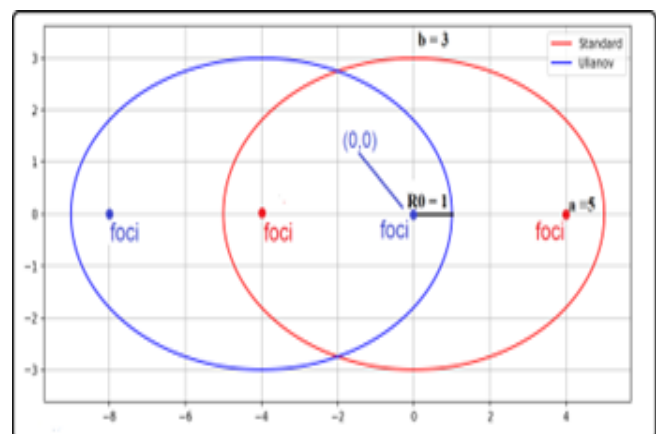 b = 3
Standard
Ulianov
(0,0)
R0 = 1
a =5
foci
foci
foci
foci
3
2
1
0
−1
−2
−3
−8
−6
−4
−2
0
2
4